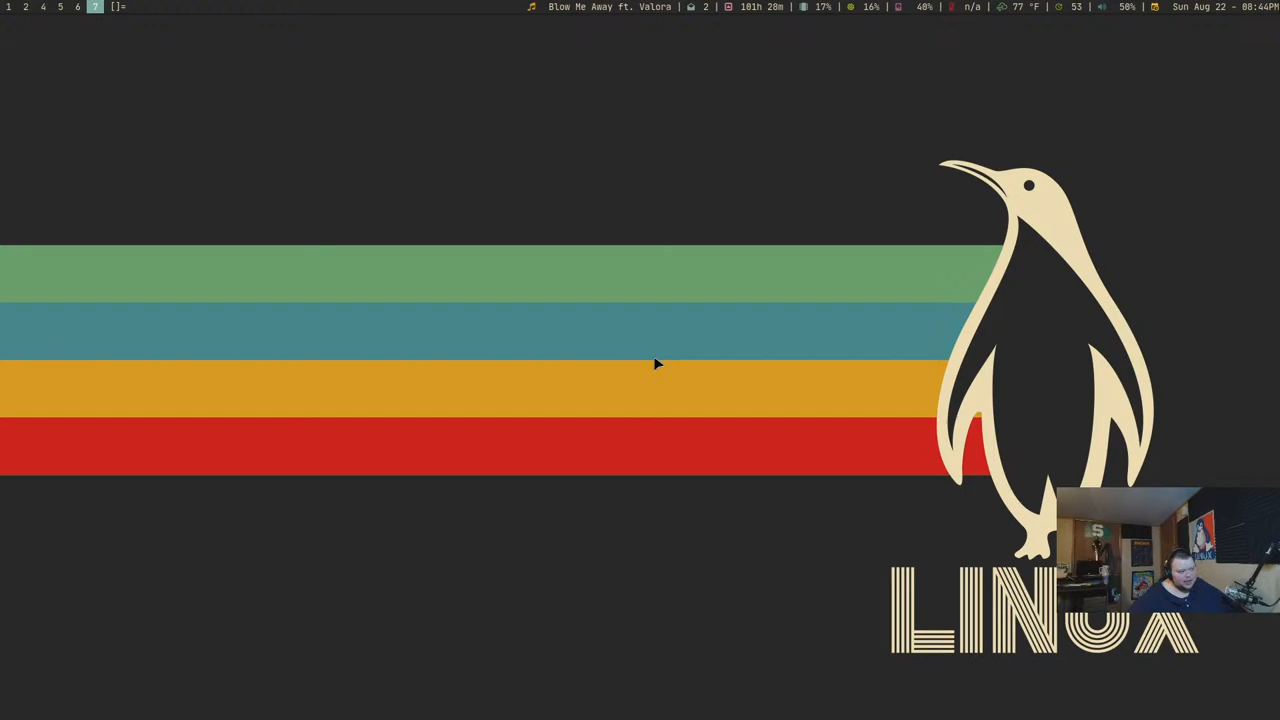 1 2 4 5 6 7 []= Blow Me Away ft. Valora | 2 | 101h 28m | 17% | 16% | 40% | n/a | 77 °F | 53 | 50% | Sun Aug 22 - 08:44PM
S
LINUX